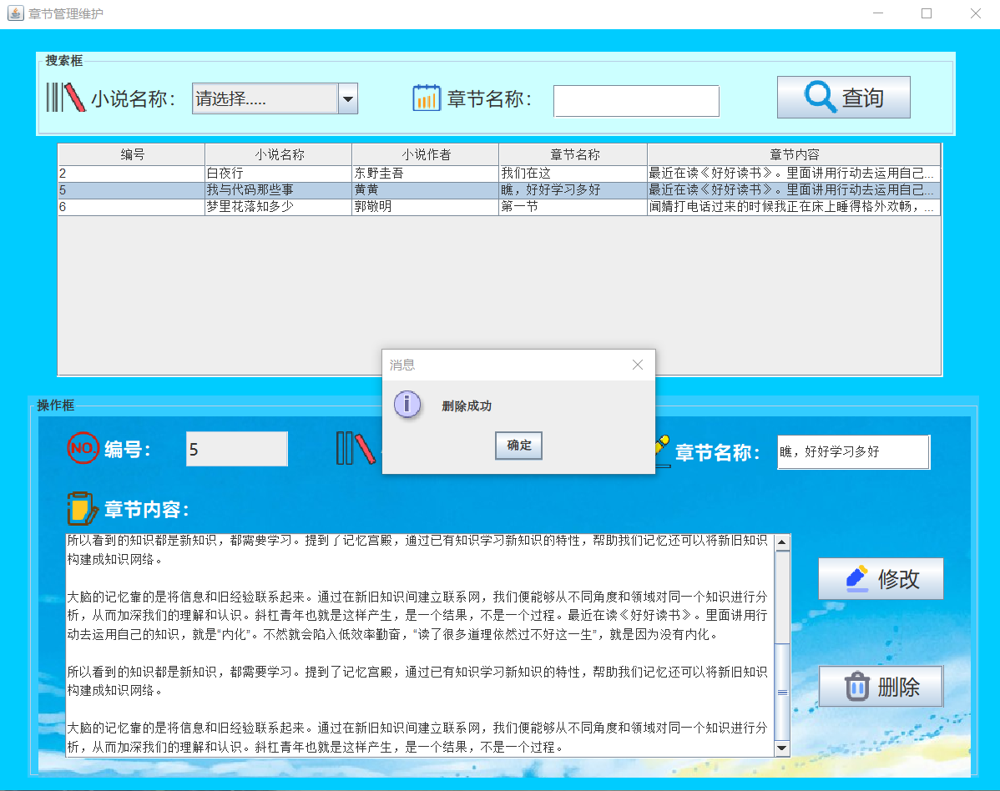 章节管理维护
搜索框
小说名称：
请选择.....
章节名称：
查询
编号 小说名称 小说作者 章节名称 章节内容
2 白夜行 东野圭吾 我们在这 最近在读《好好读书》。里面讲用行动去运用自己...
5 我与代码那些事 黄黄 瞧，好好学习多好 最近在读《好好读书》。里面讲用行动去运用自己...
6 梦里花落知多少 郭敬明 第一节 闻婧打电话过来的时候我正在床上睡得格外欢畅，...
消息
删除成功
确定
操作框
NO.
编号：
5
章节名称：
瞧，好好学习多好
章节内容：
所以看到的知识都是新知识，都需要学习。提到了记忆宫殿，通过已有知识学习新知识的特性，帮助我们记忆还可以将新旧知识
构建成知识网络。
大脑的记忆靠的是将信息和旧经验联系起来。通过在新旧知识间建立联系网，我们便能够从不同角度和领域对同一个知识进行分
析，从而加深我们的理解和认识。斜杠青年也就是这样产生，是一个结果，不是一个过程。最近在读《好好读书》。里面讲用行
动去运用自己的知识，就是“内化”。不然就会陷入低效率勤奋，“读了很多道理依然过不好这一生”，就是因为没有内化。
所以看到的知识都是新知识，都需要学习。提到了记忆宫殿，通过已有知识学习新知识的特性，帮助我们记忆还可以将新旧知识
构建成知识网络。
大脑的记忆靠的是将信息和旧经验联系起来。通过在新旧知识间建立联系网，我们便能够从不同角度和领域对同一个知识进行分
析，从而加深我们的理解和认识。斜杠青年也就是这样产生，是一个结果，不是一个过程。
修改
删除